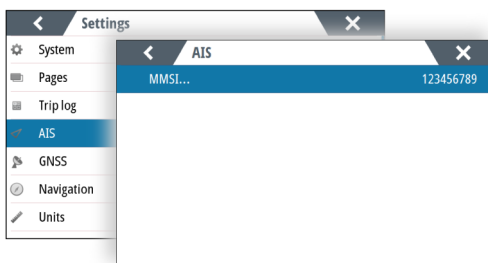 Settings
System
Pages
Trip log
AIS
GNSS
Navigation
Units
AIS
MMSI... 123456789